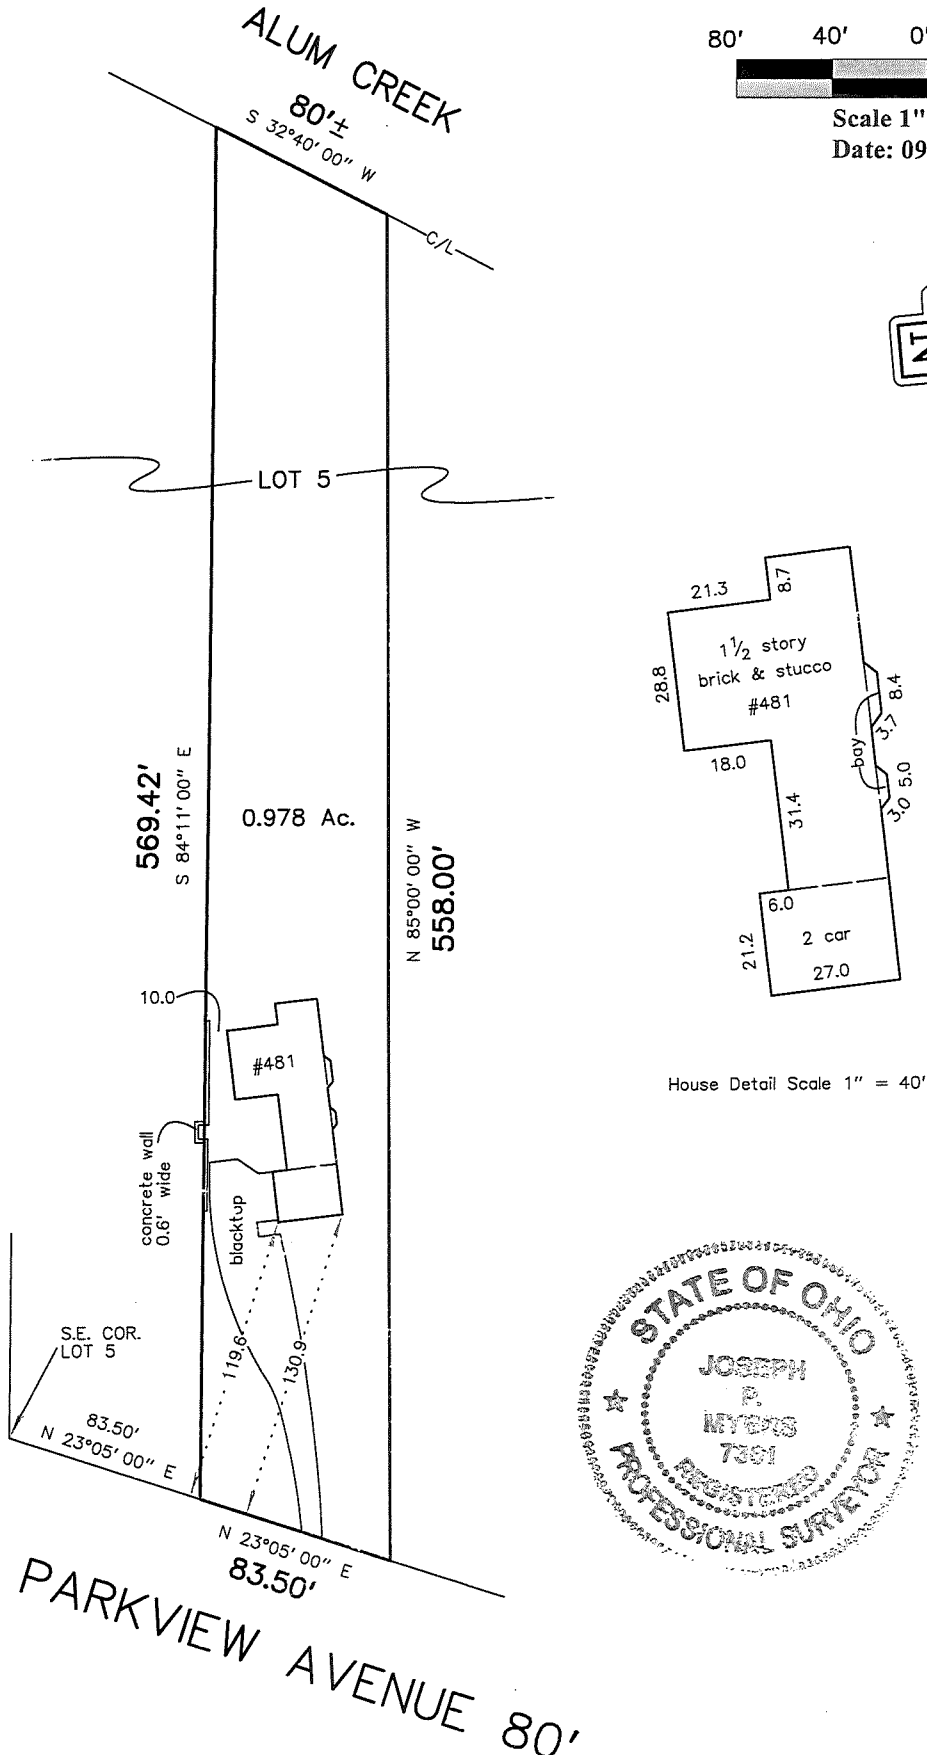 ALUM CREEK
80'±
S 32°40'00" W
C/L
80' 40' 0'
Scale 1"
Date: 09
N
LOT 5
569.42'
S 84°11'00" E
0.978 Ac.
N 85°00'00" W
558.00'
21.3
8.7
1½ story
brick & stucco
#481
28.8
18.0
31.4
bay
8.4
3.7
5.0
3.0
6.0
2 car
21.2
27.0
House Detail Scale 1" = 40'
10.0
#481
concrete wall
0.6' wide
blacktup
119.6
130.9
S.E. COR.
LOT 5
83.50'
N 23°05'00" E
N 23°05'00" E
83.50'
PARKVIEW AVENUE 80'
STATE OF OHIO
JOSEPH
P.
MYERS
7361
REGISTERED
PROFESSIONAL SURVEYOR